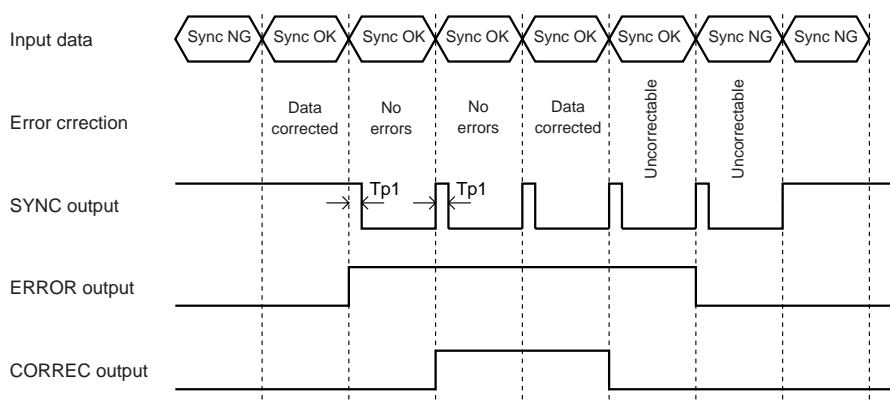 Input data
Sync NG Sync OK Sync OK Sync OK Sync OK Sync OK Sync NG Sync NG
Error crrection
Data corrected
No errors
No errors
Data corrected
Uncorrectable
Uncorrectable
SYNC output
Tp1
Tp1
ERROR output
CORREC output